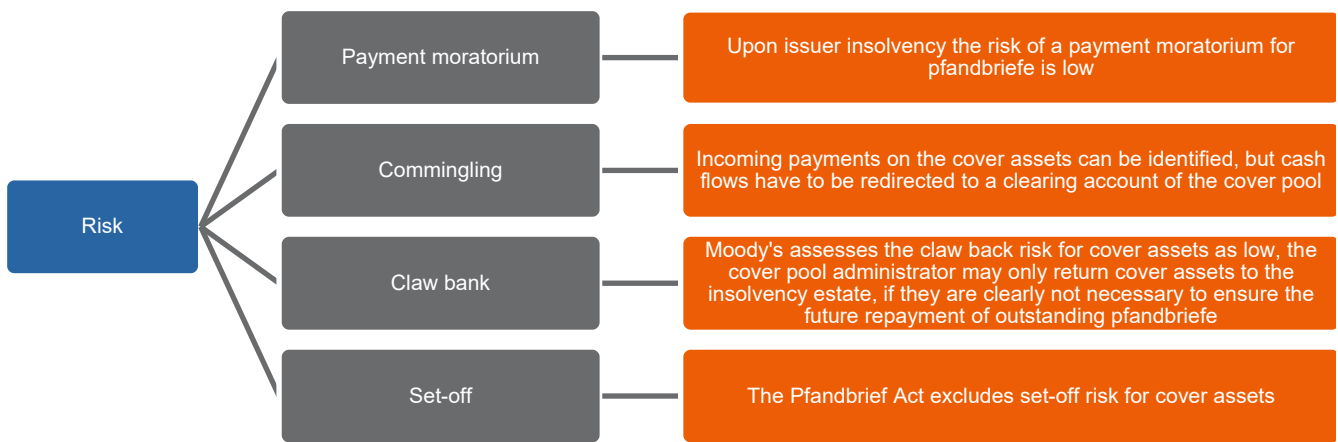 Risk
Payment moratorium
Upon issuer insolvency the risk of a payment moratorium for
pfandbriefe is low
Commingling
Incoming payments on the cover assets can be identified, but cash
flows have to be redirected to a clearing account of the cover pool
Claw bank
Moody's assesses the claw back risk for cover assets as low, the
cover pool administrator may only return cover assets to the
insolvency estate, if they are clearly not necessary to ensure the
future repayment of outstanding pfandbriefe
Set-off
The Pfandbrief Act excludes set-off risk for cover assets